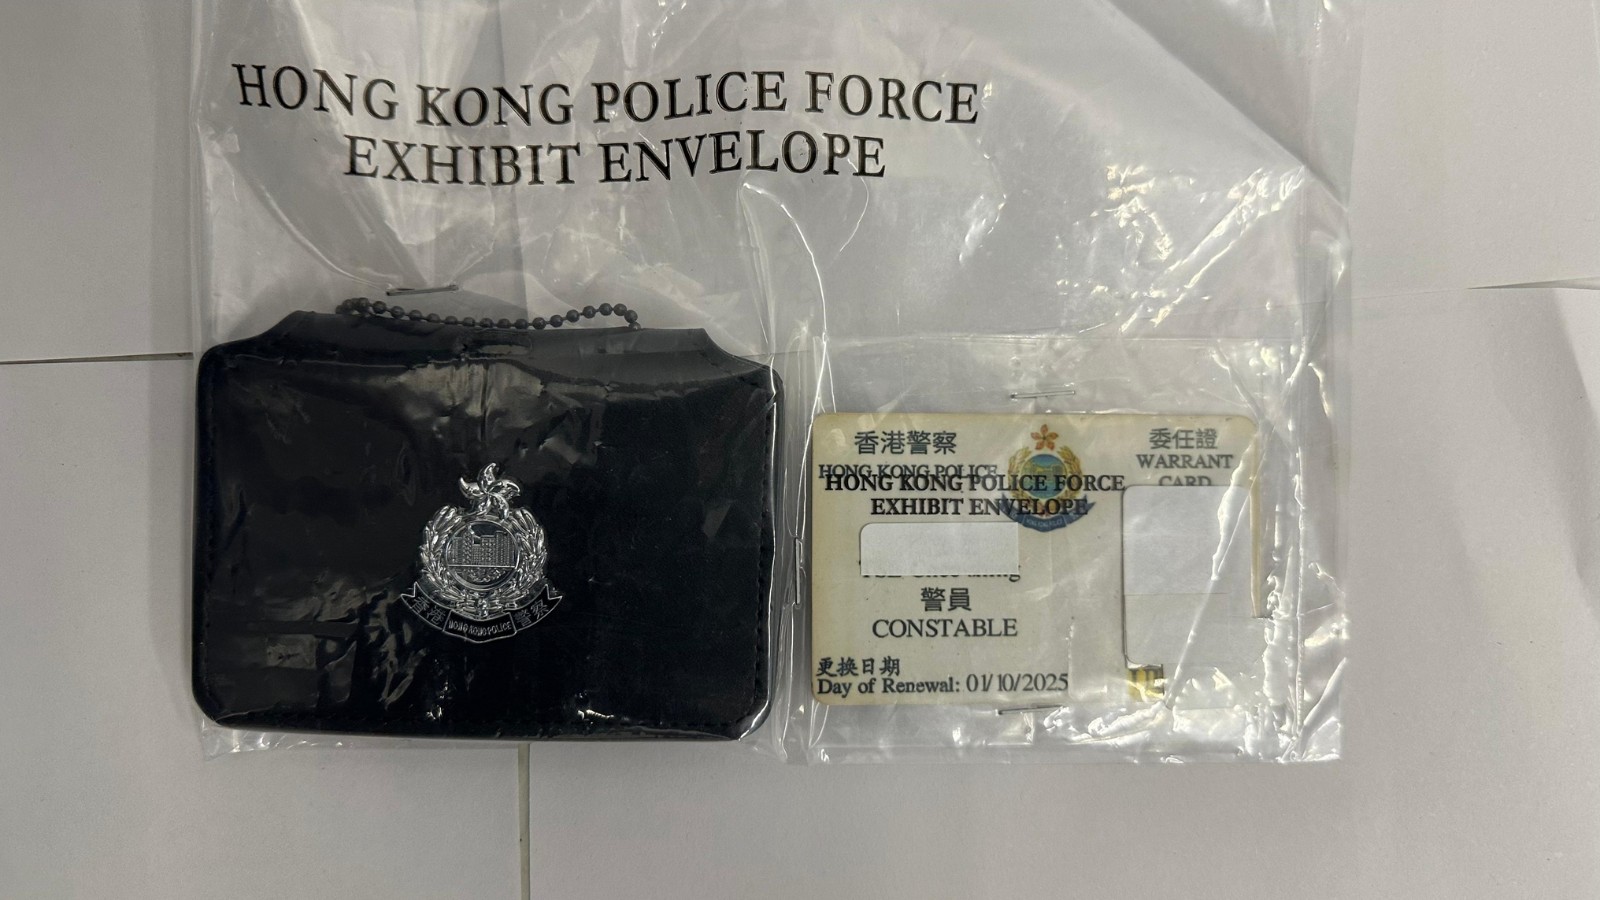 HONG KONG POLICE FORCE
EXHIBIT ENVELOPE
香港 HONG KONG POLICE 警察
香港警察
HONG KONG POLICE
委任證
WARRANT
CARD
HONG KONG POLICE FORCE
EXHIBIT ENVELOPE
警員
CONSTABLE
更換日期
Day of Renewal: 01/10/2025